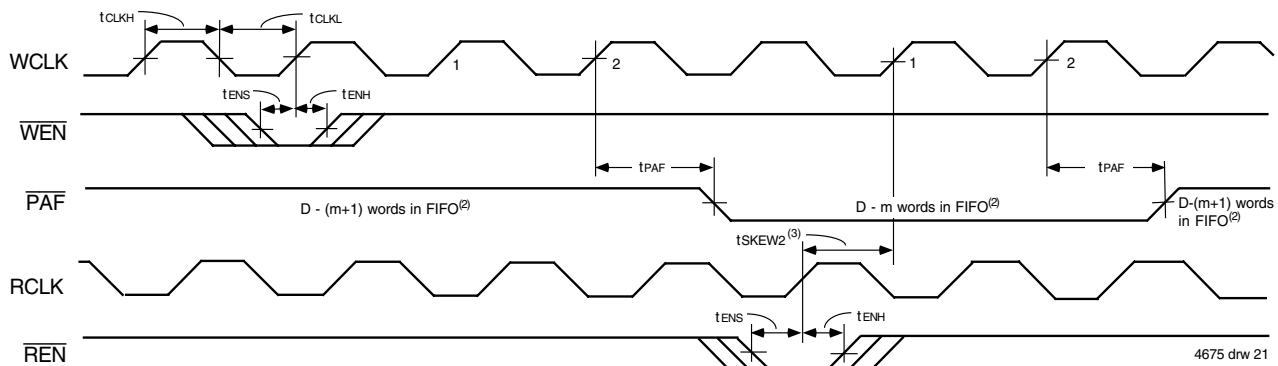 tCLKH
tCLKL
WCLK
1
2
1
2
tENS
tENH
WEN
tPAF
tPAF
PAF
D - (m+1) words in FIFO(2)
D - m words in FIFO(2)
D-(m+1) words
in FIFO(2)
tSKEW2(3)
RCLK
tENS
tENH
REN
4675 drw 21